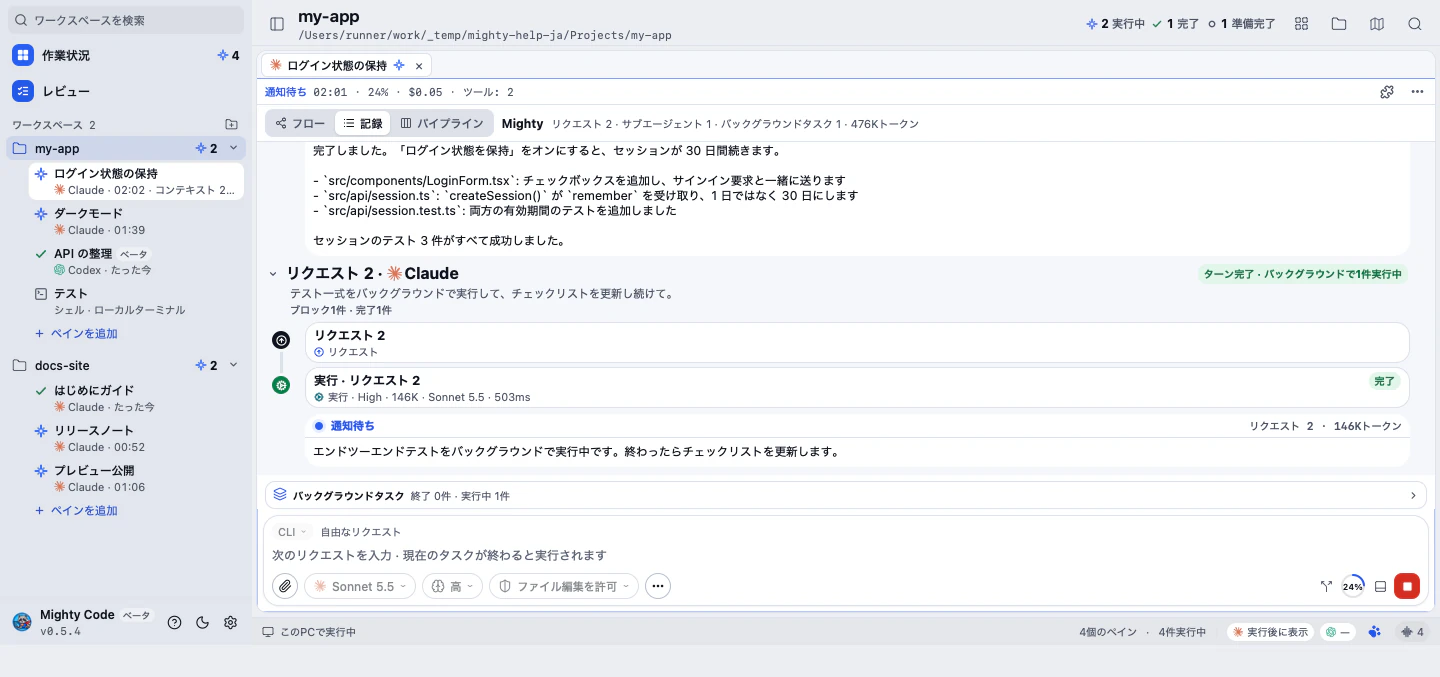 ワークスペースを検索
作業状況
4
レビュー
ワークスペース 2
my-app
2
ログイン状態の保持
Claude · 02:02 · コンテキスト 2...
ダークモード
Claude · 01:39
API の整理 ベータ
Codex · たった今
テスト
シェル · ローカルターミナル
+ ペインを追加
docs-site
2
はじめにガイド
Claude · たった今
リリースノート
Claude · 00:52
プレビュー公開
Claude · 01:06
+ ペインを追加
Mighty Code ベータ
v0.5.4
my-app
/Users/runner/work/_temp/mighty-help-ja/Projects/my-app
2 実行中 1 完了 1 準備完了
ログイン状態の保持
通知待ち 02:01 · 24% · $0.05 · ツール: 2
フロー 記録 パイプライン Mighty リクエスト 2 · サブエージェント 1 · バックグラウンドタスク 1 · 476Kトークン
完了しました。「ログイン状態を保持」をオンにすると、セッションが 30 日間続きます。
- `src/components/LoginForm.tsx`: チェックボックスを追加し、サインイン要求と一緒に送ります
- `src/api/session.ts`: `createSession()` が `remember` を受け取り、1 日ではなく 30 日にします
- `src/api/session.test.ts`: 両方の有効期間のテストを追加しました
セッションのテスト 3 件がすべて成功しました。
リクエスト 2 · Claude
ターン完了 · バックグラウンドで1件実行中
テスト一式をバックグラウンドで実行して、チェックリストを更新し続けて。
ブロック1件 · 完了1件
リクエスト 2
リクエスト
実行 · リクエスト 2
完了
実行 · High · 146K · Sonnet 5.5 · 503ms
通知待ち
リクエスト 2 · 146Kトークン
エンドツーエンドテストをバックグラウンドで実行中です。終わったらチェックリストを更新します。
バックグラウンドタスク 終了 0件 · 実行中 1件
CLI 自由なリクエスト
次のリクエストを入力 · 現在のタスクが終わると実行されます
Sonnet 5.5 高 ファイル編集を許可
24%
このPCで実行中
4個のペイン · 4件実行中
実行後に表示
—
4